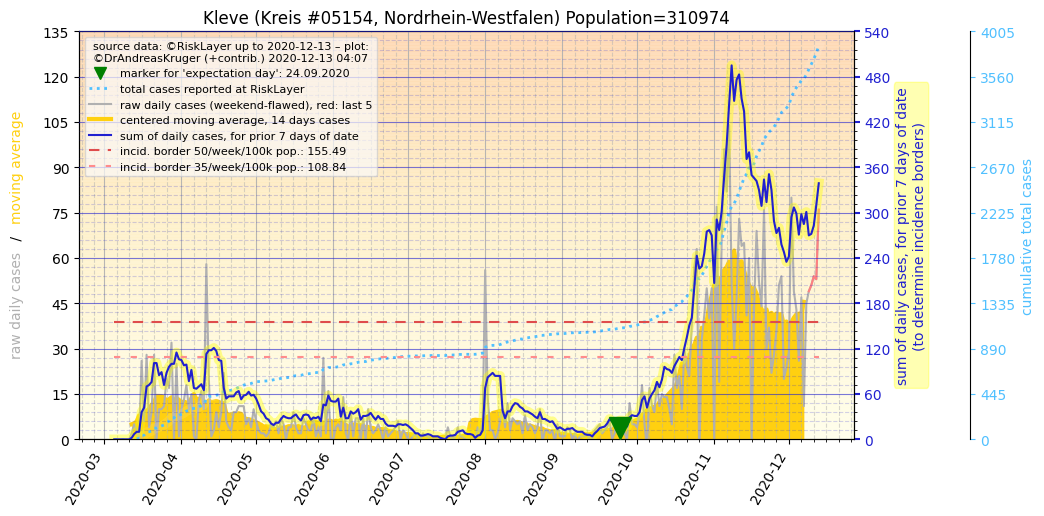 Kleve (Kreis #05154, Nordrhein-Westfalen) Population=310974
source data: ©RiskLayer up to 2020-12-13 – plot:
©DrAndreasKruger (+contrib.) 2020-12-13 04:07
marker for 'expectation day': 24.09.2020
total cases reported at RiskLayer
raw daily cases (weekend-flawed), red: last 5
centered moving average, 14 days cases
sum of daily cases, for prior 7 days of date
incid. border 50/week/100k pop.: 155.49
incid. border 35/week/100k pop.: 108.84
raw daily cases / moving average
135
120
105
90
75
60
45
30
15
0
540
480
420
360
300
240
180
120
60
0
sum of daily cases, for prior 7 days of date
(to determine incidence borders)
4005
3560
3115
2670
2225
1780
1335
890
445
0
cumulative total cases
2020-03
2020-04
2020-05
2020-06
2020-07
2020-08
2020-09
2020-10
2020-11
2020-12